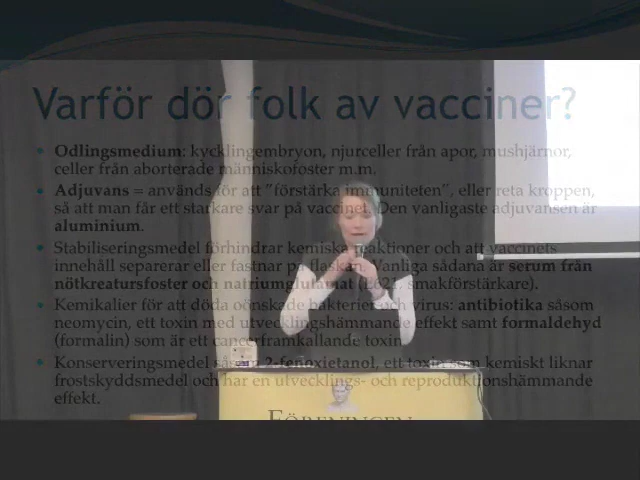 Varför dör folk av vacciner?
Odlingsmedium: kycklingembryon, njurceller från apor, mushjärnor,
celler från aborterade människofoster m.m.
Adjuvans = används för att "förstärka immuniteten", eller reta kroppen,
så att man får ett starkare svar på vaccinet. Den vanligaste adjuvansen är
aluminium.
Stabiliseringsmedel förhindrar kemiska reaktioner och att vaccinets
innehåll separerar eller fastnar på flaskan. Vanliga sådana är serum från
nötkreatursfoster och smakförstärkare).
Kemikalier för att döda oönskade bakterier och virus: antibiotika såsom
neomycin, ett toxin med utvecklingshämmande effekt samt formaldehyd
(formalin) som är ett cancerframkallande toxin
Konserveringsmedel såsom 2-fenoxietanol, ett toxin som kemiskt liknar
frostskyddsmedel och har en utvecklings- och reproduktionshämmande
effekt.
FÖRENINGEN